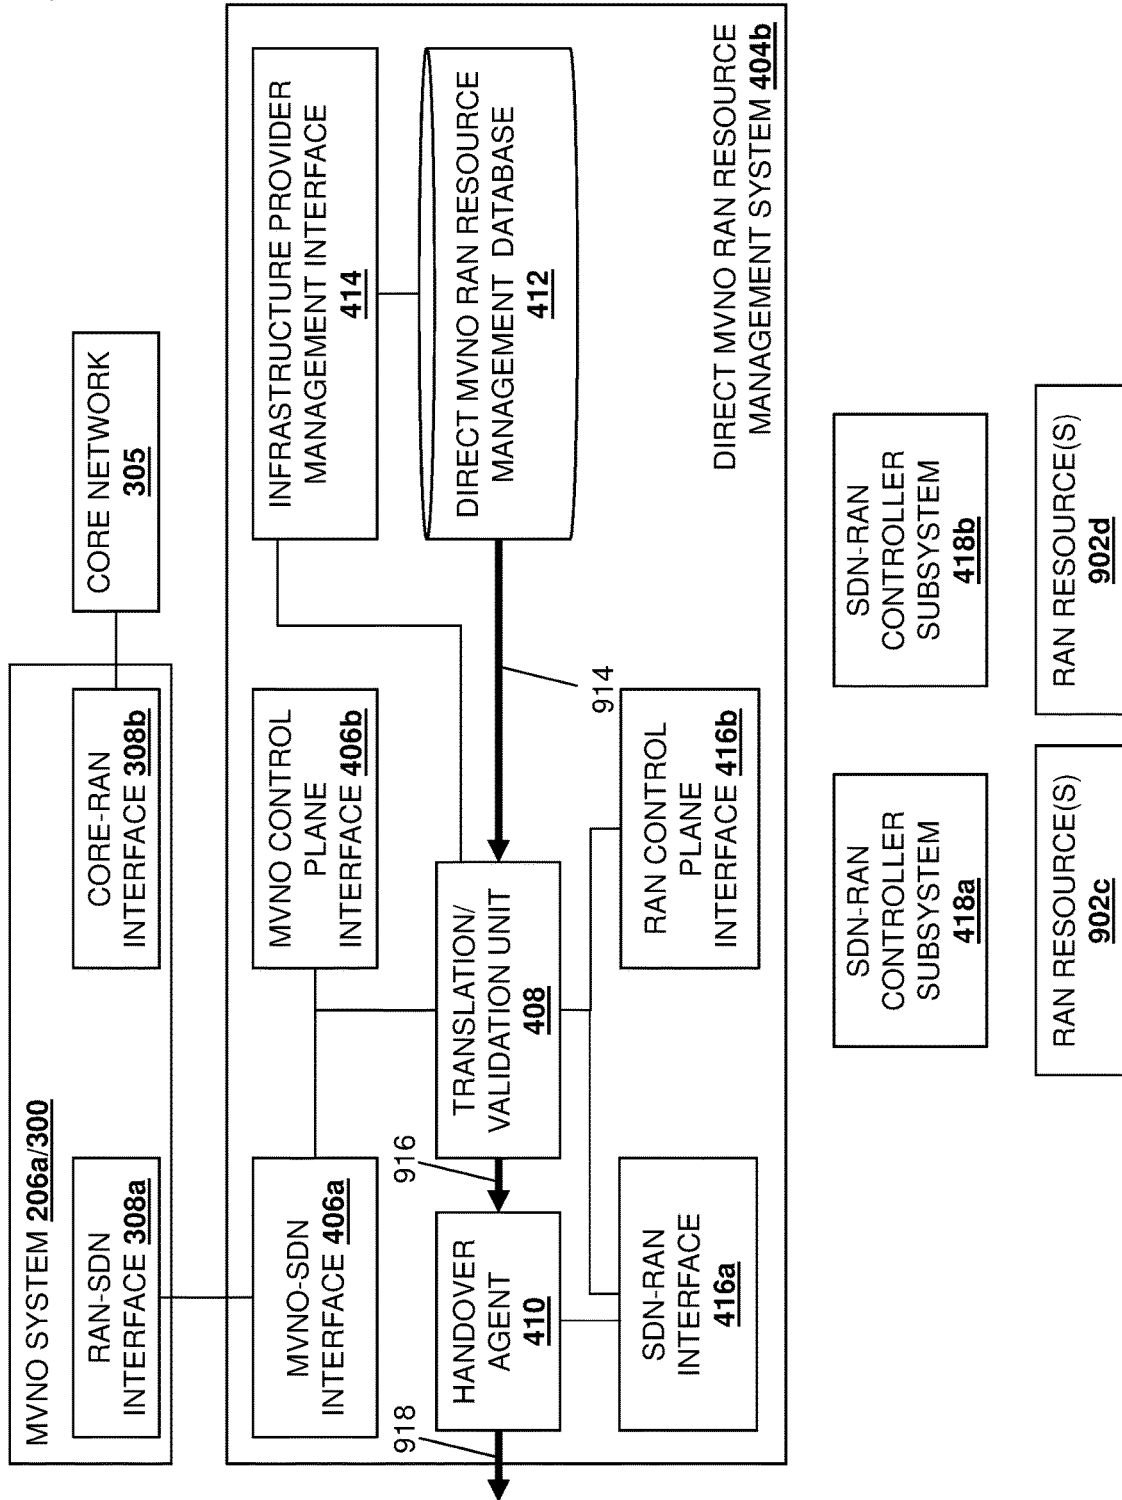 MVNO SYSTEM 206a/300
RAN-SDN
INTERFACE 308a
CORE-RAN
INTERFACE 308b
CORE NETWORK
305
MVNO-SDN
INTERFACE 406a
MVNO CONTROL
PLANE
INTERFACE 406b
INFRASTRUCTURE PROVIDER
MANAGEMENT INTERFACE
414
918
HANDOVER
AGENT
410
916
TRANSLATION/
VALIDATION UNIT
408
914
DIRECT MVNO RAN RESOURCE
MANAGEMENT DATABASE
412
SDN-RAN
INTERFACE
416a
RAN CONTROL
PLANE
INTERFACE 416b
DIRECT MVNO RAN RESOURCE
MANAGEMENT SYSTEM 404b
SDN-RAN
CONTROLLER
SUBSYSTEM
418a
SDN-RAN
CONTROLLER
SUBSYSTEM
418b
RAN RESOURCE(S)
902c
RAN RESOURCE(S)
902d